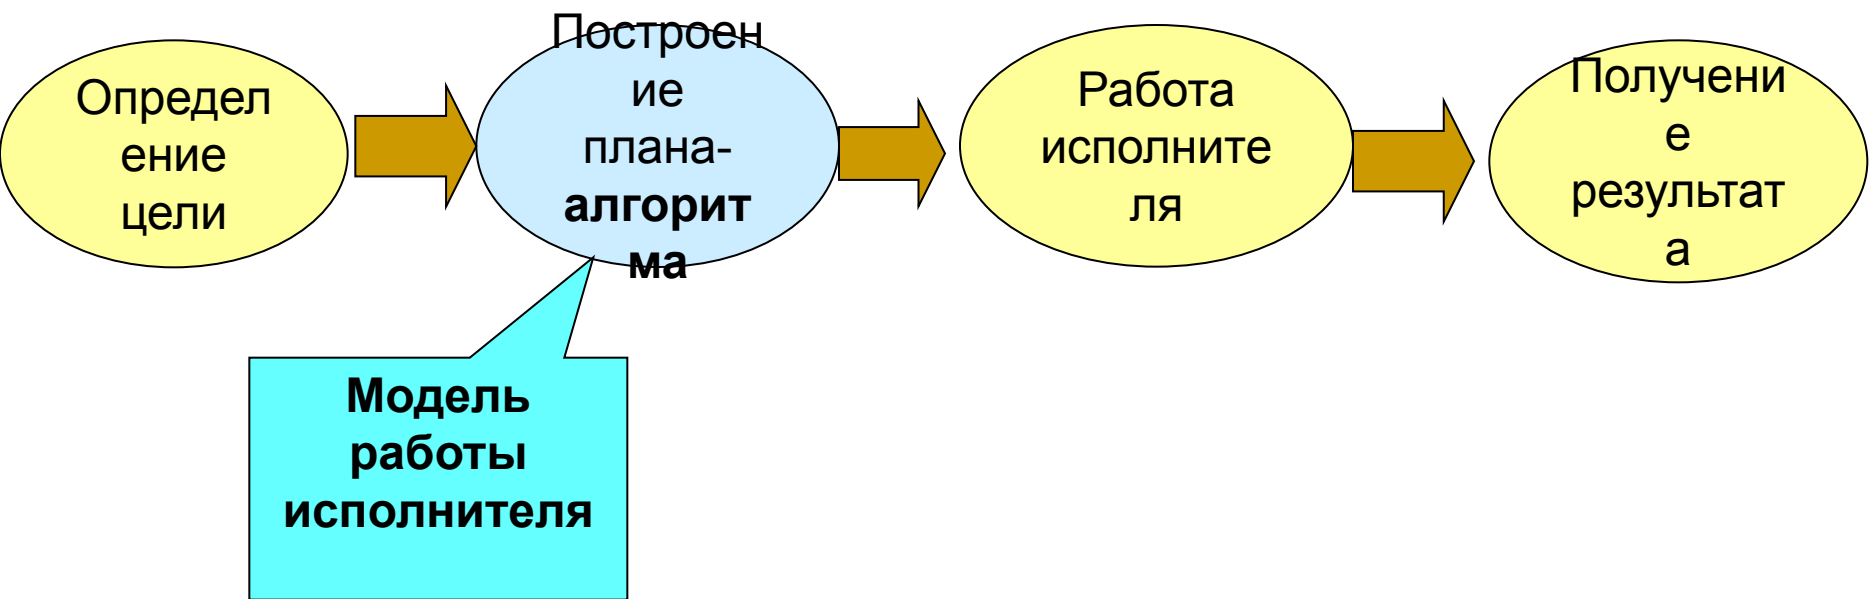 Определ
ение
цели
Построен
ие
плана-
алгорит
ма
Работа
исполните
ля
Получени
е
результат
а
Модель
работы
исполнителя